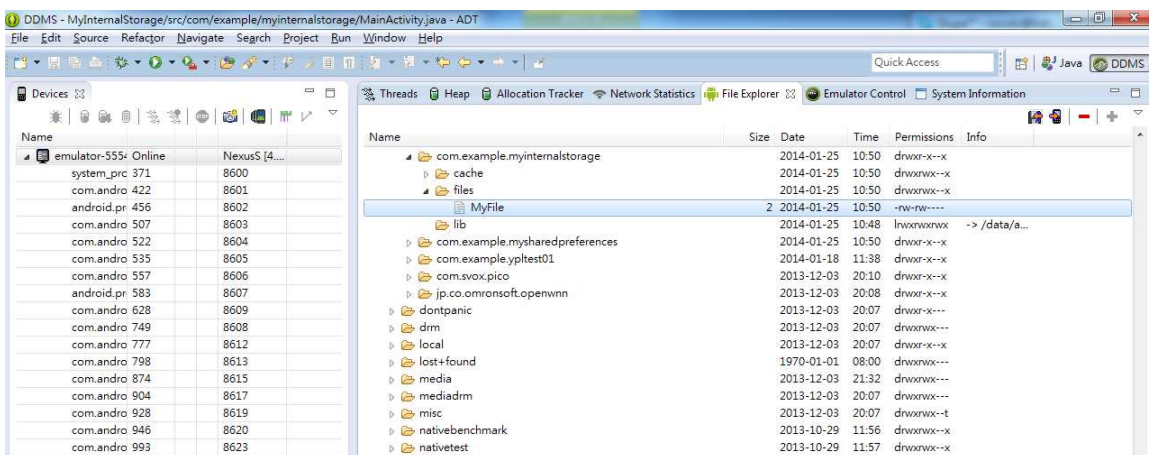 DDMS - MyInternalStorage/src/com/example/myinternalstorage/MainActivity.java - ADT
File Edit Source Refactor Navigate Search Project Run Window Help
Quick Access Java DDMS
Devices
Threads Heap Allocation Tracker Network Statistics File Explorer Emulator Control System Information
Name
emulator-5554 Online NexusS [4....
system_prc 371 8600
com.andro 422 8601
android.pr 456 8602
com.andro 507 8603
com.andro 522 8604
com.andro 535 8605
com.andro 557 8606
android.pr 583 8607
com.andro 628 8609
com.andro 749 8608
com.andro 777 8612
com.andro 798 8613
com.andro 874 8615
com.andro 904 8617
com.andro 928 8619
com.andro 946 8620
com.andro 993 8623
Name Size Date Time Permissions Info
com.example.myinternalstorage 2014-01-25 10:50 drwxr-x--x
cache 2014-01-25 10:50 drwxrwx--x
files 2014-01-25 10:50 drwxrwx--x
MyFile 2 2014-01-25 10:50 -rw-rw----
lib 2014-01-25 10:48 lrwxrwxrwx -> /data/a...
com.example.mysharedpreferences 2014-01-25 10:50 drwxr-x--x
com.example.ypltest01 2014-01-18 11:38 drwxr-x--x
com.svox.pico 2013-12-03 20:10 drwxr-x--x
jp.co.omronsoft.openwnn 2013-12-03 20:08 drwxr-x--x
dontpanic 2013-12-03 20:07 drwxr-x---
drm 2013-12-03 20:07 drwxrwx---
local 2013-12-03 20:07 drwxr-x--x
lost+found 1970-01-01 08:00 drwxrwx---
media 2013-12-03 21:32 drwxrwx---
mediadrm 2013-12-03 20:07 drwxrwx---
misc 2013-12-03 20:07 drwxrwx--t
nativebenchmark 2013-10-29 11:56 drwxrwx--x
nativetest 2013-10-29 11:57 drwxrwx--x